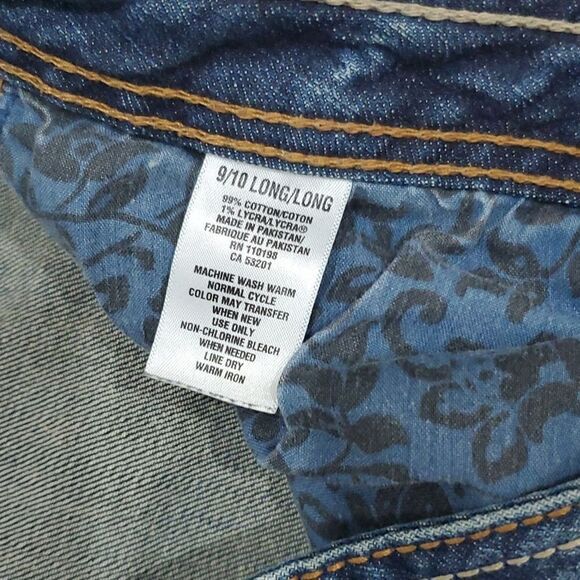 9/10 LONG/LONG
99% COTTON/COTON
1% LYCRA/LYCRA®
MADE IN PAKISTAN/
FABRIQUE AU PAKISTAN
RN 110198
CA 53201
MACHINE WASH WARM
NORMAL CYCLE
COLOR MAY TRANSFER
WHEN NEW
USE ONLY
NON-CHLORINE BLEACH
WHEN NEEDED
LINE DRY
WARM IRON